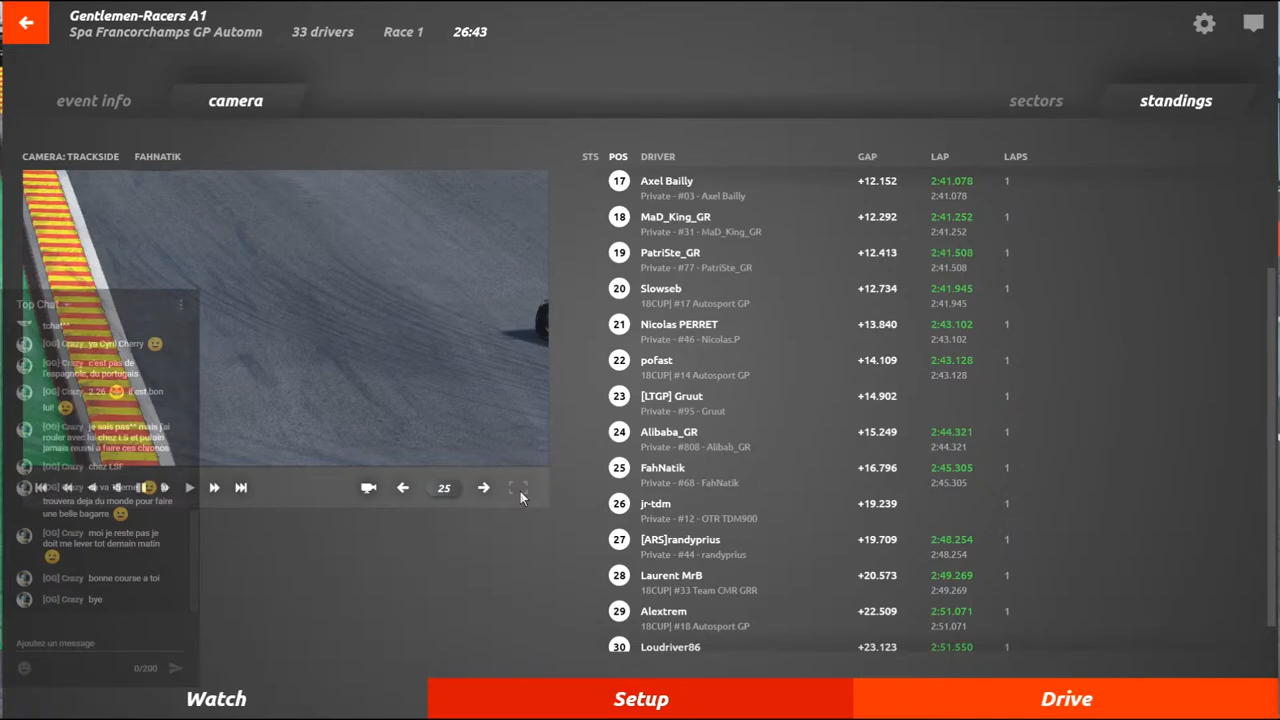 Gentlemen-Racers A1
Spa Francorchamps GP Automn 33 drivers Race 1 26:43
event info camera sectors standings
CAMERA: TRACKSIDE FAHNATIK
STS POS DRIVER GAP LAP LAPS
17 Axel Bailly +12.152 2:41.078 1
Private - #03 - Axel Bailly 2:41.078
18 MaD_King_GR +12.292 2:41.252 1
Private - #31 - MaD_King_GR 2:41.252
19 PatriSte_GR +12.413 2:41.508 1
Private - #77 - PatriSte_GR 2:41.508
20 Slowseb +12.734 2:41.945 1
18CUP| #17 Autosport GP 2:41.945
21 Nicolas PERRET +13.840 2:43.102 1
Private - #46 - Nicolas.P 2:43.102
22 pofast +14.109 2:43.128 1
18CUP| #14 Autosport GP 2:43.128
23 [LTGP] Gruut +14.902 1
Private - #95 - Gruut
24 Alibaba_GR +15.249 2:44.321 1
Private - #808 - Alibab_GR 2:44.321
25 FahNatik +16.796 2:45.305 1
Private - #68 - FahNatik 2:45.305
26 jr-tdm +19.239 1
Private - #12 - OTR TDM900
27 [ARS]randyprius +19.709 2:48.254 1
Private - #44 - randyprius 2:48.254
28 Laurent MrB +20.573 2:49.269 1
18CUP| #33 Team CMR GRR 2:49.269
29 Alextrem +22.509 2:51.071 1
18CUP| #18 Autosport GP 2:51.071
30 Loudriver86 +23.123 2:51.550 1
Top Chat
tchat^^
[OG] Crazy ya Cyril Cherry
[OG] Crazy c'est pas de
l'espagnole, du portugais
[OG] Crazy 2.26 il est bon
lui!
[OG] Crazy je sais pas^^ mais j'ai
rouler avec lui chez LS et putain
jamais reussi a faire ces chronos
[OG] Crazy chez LSF
trouvera deja du monde pour faire
une belle bagarre.
[OG] Crazy moi je reste pas je
doit me lever tot demain matin
[OG] Crazy bonne course a toi
[OG] Crazy bye
Ajoutez un message
0/200
25
Watch Setup Drive